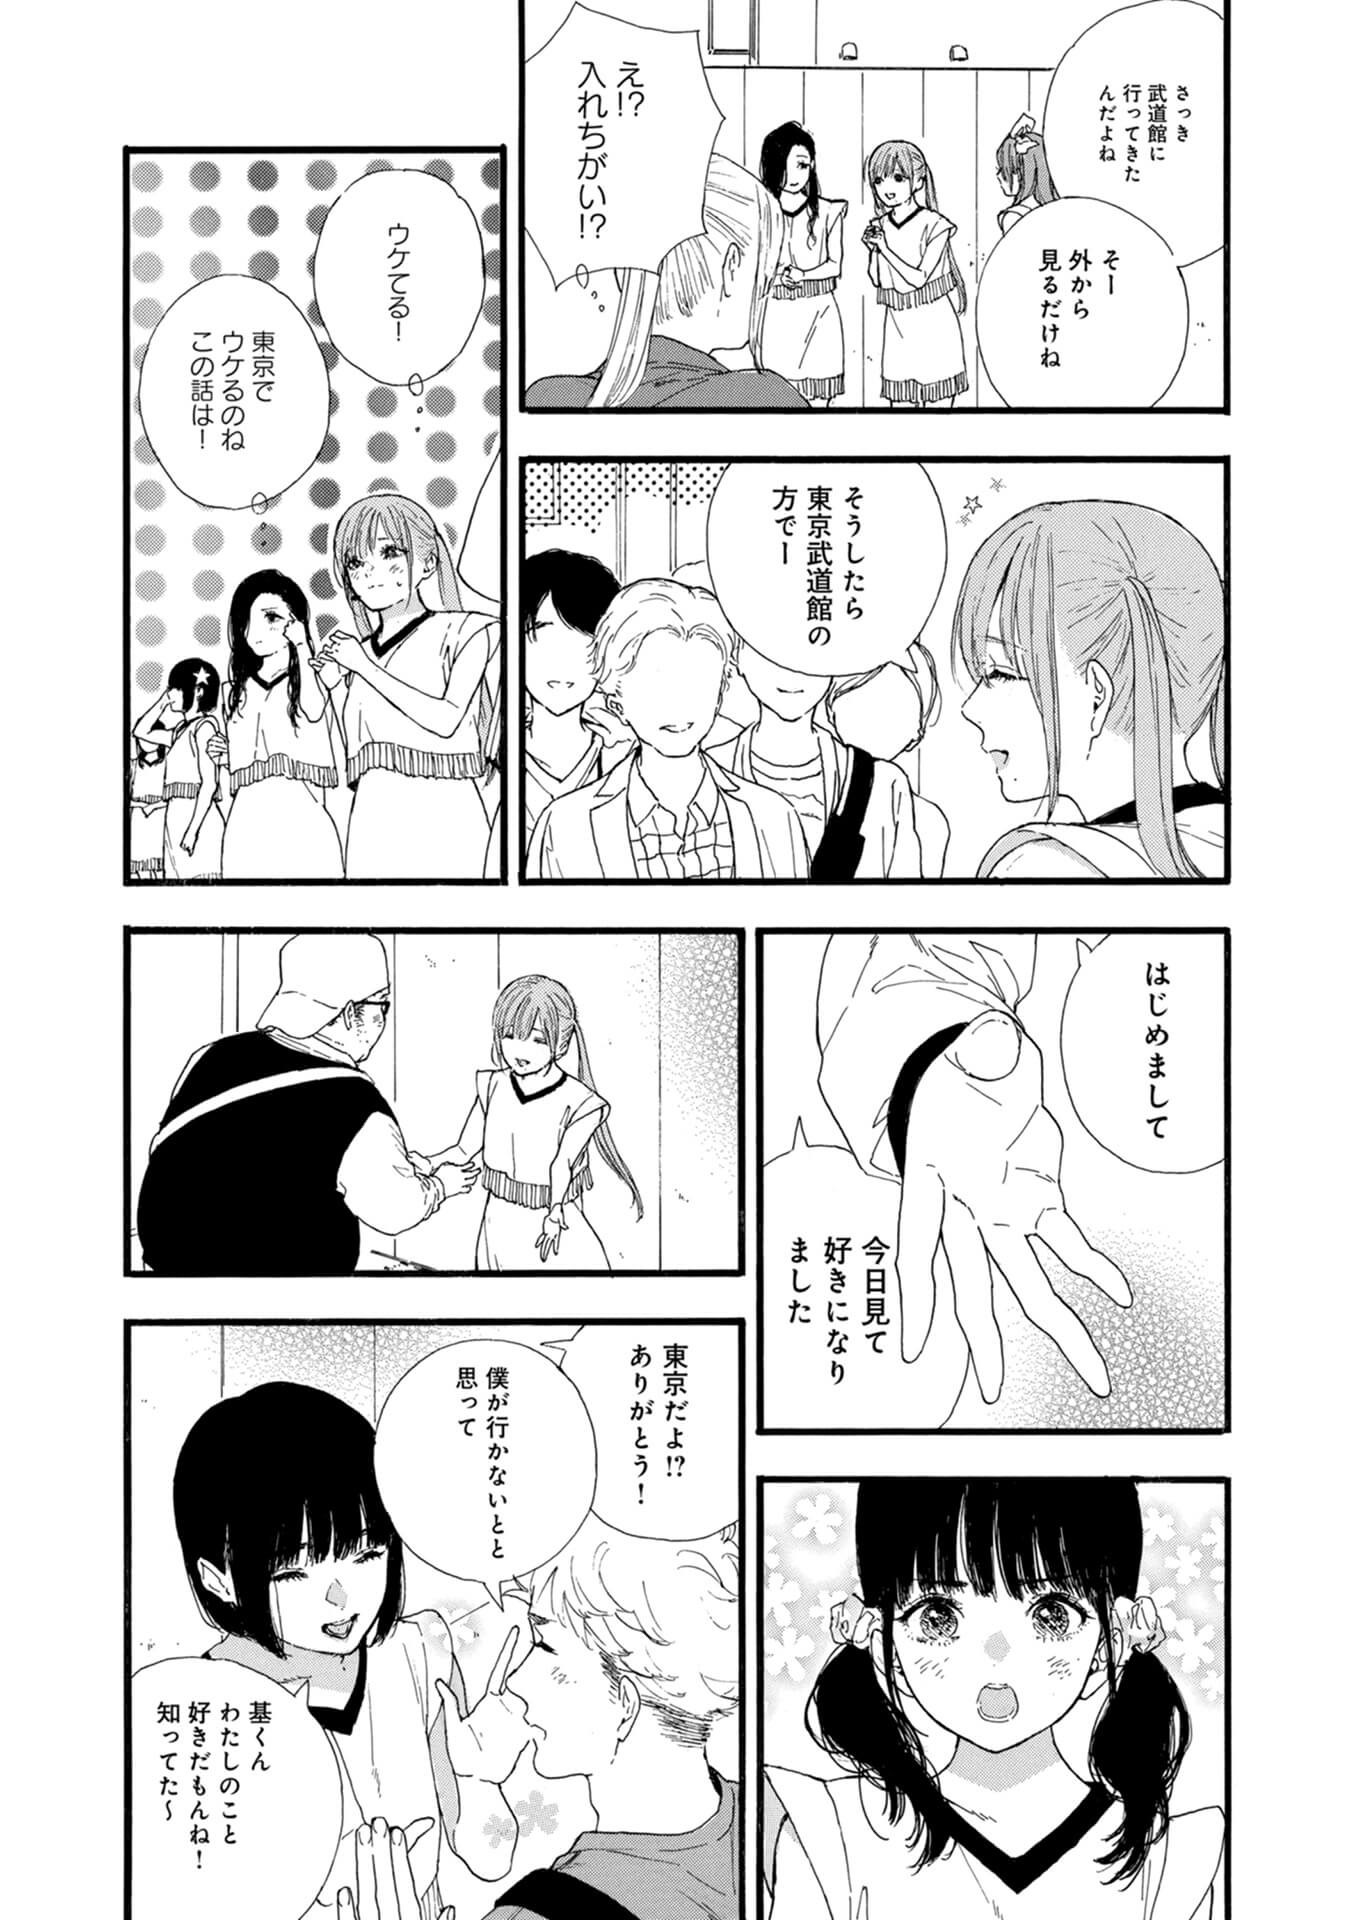 さっき
武道館に
行ってきた
んだよね
そー
外から
見るだけね
え!?
入れちがい!?
そうしたら
東京武道館の
方でー
ウケてる！
東京で
ウケるのね
この話は！
はじめまして
今日見て
好きになり
ました
東京だよ!?
ありがとう！
僕が行かないとと
思って
基くん
わたしのこと
好きだもんね！
知ってた〜